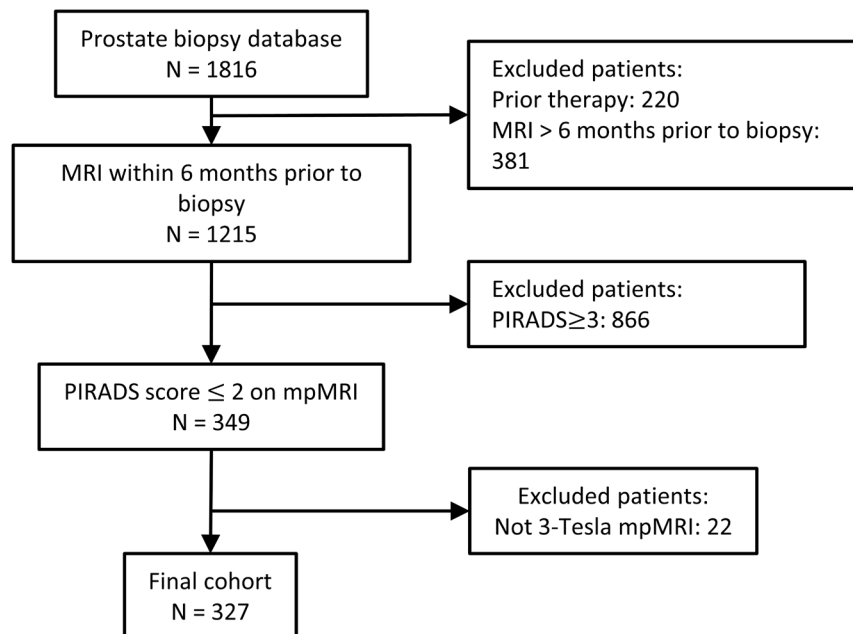 Prostate biopsy database
N = 1816
Excluded patients:
Prior therapy: 220
MRI > 6 months prior to biopsy:
381
MRI within 6 months prior to
biopsy
N = 1215
Excluded patients:
PIRADS≥3: 866
PIRADS score ≤ 2 on mpMRI
N = 349
Excluded patients:
Not 3-Tesla mpMRI: 22
Final cohort
N = 327